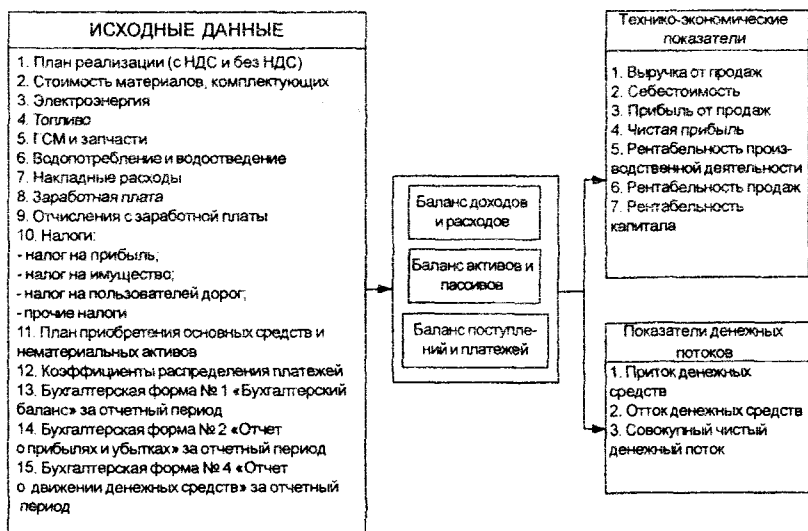 ИСХОДНЫЕ ДАННЫЕ
1. План реализации (с НДС и без НДС)
2. Стоимость материалов, комплектующих
3. Электроэнергия
4. Топливо
5. ГСМ и запчасти
6. Водопотребление и водоотведение
7. Накладные расходы
8. Заработная плата
9. Отчисления с заработной платы
10. Налоги:
- налог на прибыль;
- налог на имущество;
- налог на пользователей дорог;
- прочие налоги
11. План приобретения основных средств и
нематериальных активов
12. Коэффициенты распределения платежей
13. Бухгалтерская форма № 1 «Бухгалтерский
баланс» за отчетный период
14. Бухгалтерская форма № 2 «Отчет
о прибылях и убытках» за отчетный период
15. Бухгалтерская форма № 4 «Отчет
о движении денежных средств» за отчетный
период
Баланс доходов
и расходов
Баланс активов и
пассивов
Баланс поступле-
ний и платежей
Технико-экономические
показатели
1. Выручка от продаж
2. Себестоимость
3. Прибыль от продаж
4. Чистая прибыль
5. Рентабельность произ-
водственной деятельности
6. Рентабельность продаж
7. Рентабельность
капитала
Показатели денежных
потоков
1. Приток денежных
средств
2. Отток денежных средств
3. Совокупный чистый
денежный поток